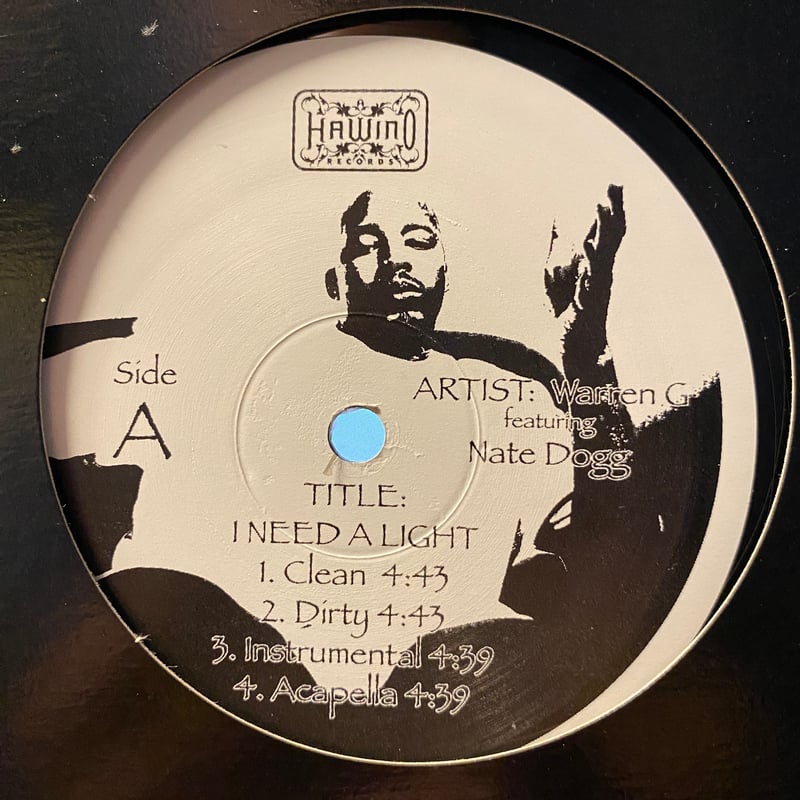 HAWINO
RECORDS
Side
A
ARTIST: Warren G
featuring
Nate Dogg
TITLE:
I NEED A LIGHT
1. Clean 4:43
2. Dirty 4:43
3. Instrumental 4:39
4. Acapella 4:39